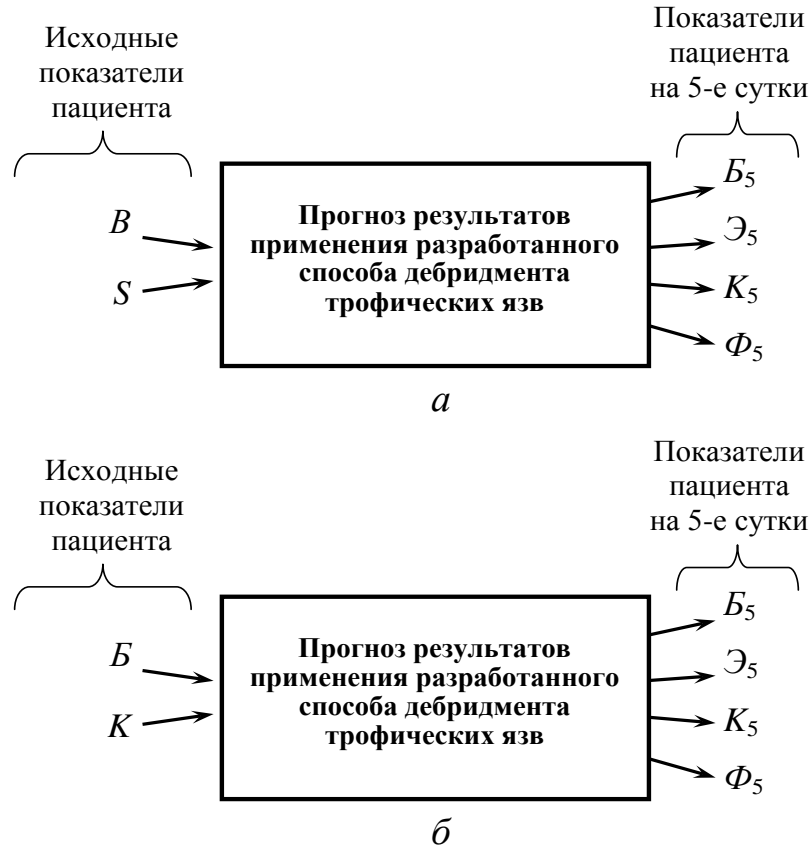 Исходные
показатели
пациента
Показатели
пациента
на 5-е сутки
В
S
Прогноз результатов
применения разработанного
способа дебридмента
трофических язв
Б5
Э5
К5
Ф5
а
Исходные
показатели
пациента
Показатели
пациента
на 5-е сутки
Б
К
Прогноз результатов
применения разработанного
способа дебридмента
трофических язв
Б5
Э5
К5
Ф5
б